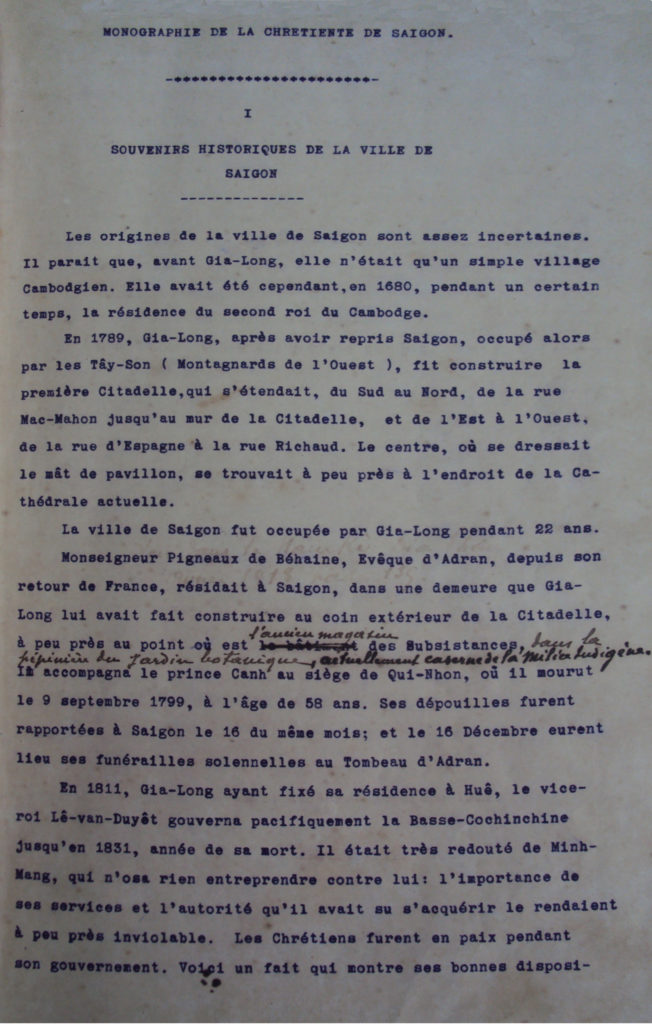 MONOGRAPHIE DE LA CHRETIENTE DE SAIGON.
-**********************-
I
SOUVENIRS HISTORIQUES DE LA VILLE DE
SAIGON
--------------
Les origines de la ville de Saigon sont assez incertaines.
Il parait que, avant Gia-Long, elle n'était qu'un simple village
Cambodgien. Elle avait été cependant,en 1680, pendant un certain
temps, la résidence du second roi du Cambodge.
En 1789, Gia-Long, après avoir repris Saigon, occupé alors
par les Tây-Son ( Montagnards de l'Ouest ), fit construire la
première Citadelle,qui s'étendait, du Sud au Nord, de la rue
Mac-Mahon jusqu'au mur de la Citadelle, et de l'Est à l'Ouest,
de la rue d'Espagne à la rue Richaud. Le centre, où se dressait
le mât de pavillon, se trouvait à peu près à l'endroit de la Ca-
thédrale actuelle.
La ville de Saigon fut occupée par Gia-Long pendant 22 ans.
Monseigneur Pigneaux de Béhaine, Evêque d'Adran, depuis son
retour de France, résidait à Saigon, dans une demeure que Gia-
Long lui avait fait construire au coin extérieur de la Citadelle,
l'ancien magasin
à peu près au point où est le bâtiment des Subsistances, dans la
pépinière du Jardin botanique, actuellement caserne de la milice indigène.
Il accompagna le prince Canh au siège de Qui-Nhon, où il mourut
le 9 septembre 1799, à l'âge de 58 ans. Ses dépouilles furent
rapportées à Saigon le 16 du même mois; et le 16 Décembre eurent
lieu ses funérailles solennelles au Tombeau d'Adran.
En 1811, Gia-Long ayant fixé sa résidence à Huê, le vice-
roi Lê-van-Duyêt gouverna pacifiquement la Basse-Cochinchine
jusqu'en 1831, année de sa mort. Il était très redouté de Minh-
Mang, qui n'osa rien entreprendre contre lui: l'importance de
ses services et l'autorité qu'il avait su s'acquérir le rendaient
à peu près inviolable. Les Chrétiens furent en paix pendant
son gouvernement. Voici un fait qui montre ses bonnes disposi-